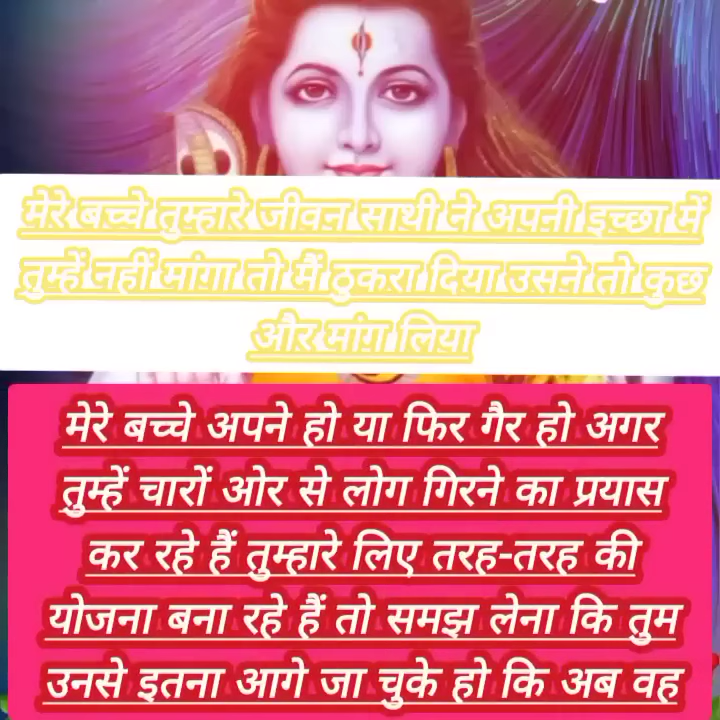 मेरे बच्चे तुम्हारे जीवन साथी ने अपनी इच्छा में
तुम्हें नहीं मांगा तो मैं ठुकरा दिया उसने तो कुछ
और मांग लिया
मेरे बच्चे अपने हो या फिर गैर हो अगर
तुम्हें चारों ओर से लोग गिरने का प्रयास
कर रहे हैं तुम्हारे लिए तरह-तरह की
योजना बना रहे हैं तो समझ लेना कि तुम
उनसे इतना आगे जा चुके हो कि अब वह